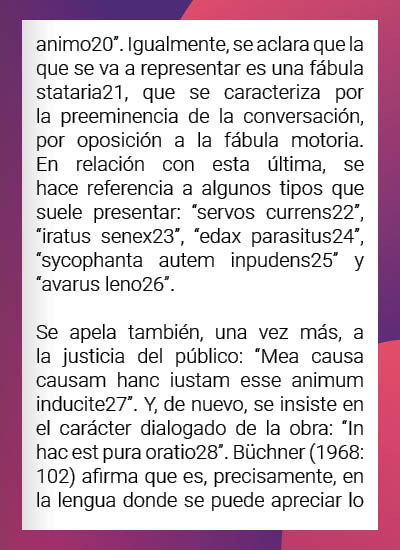 animo20”. Igualmente, se aclara que la
que se va a representar es una fábula
stataria21, que se caracteriza por
la preeminencia de la conversación,
por oposición a la fábula motoria.
En relación con esta última, se
hace referencia a algunos tipos que
suele presentar: “servos currens22”,
“iratus senex23”, “edax parasitus24”,
“sycophanta autem inpudens25” y
“avarus leno26”.

Se apela también, una vez más, a
la justicia del público: “Mea causa
causam hanc iustam esse animum
inducite27”. Y, de nuevo, se insiste en
el carácter dialogado de la obra: “In
hac est pura oratio28”. Büchner (1968:
102) afirma que es, precisamente, en
la lengua donde se puede apreciar lo